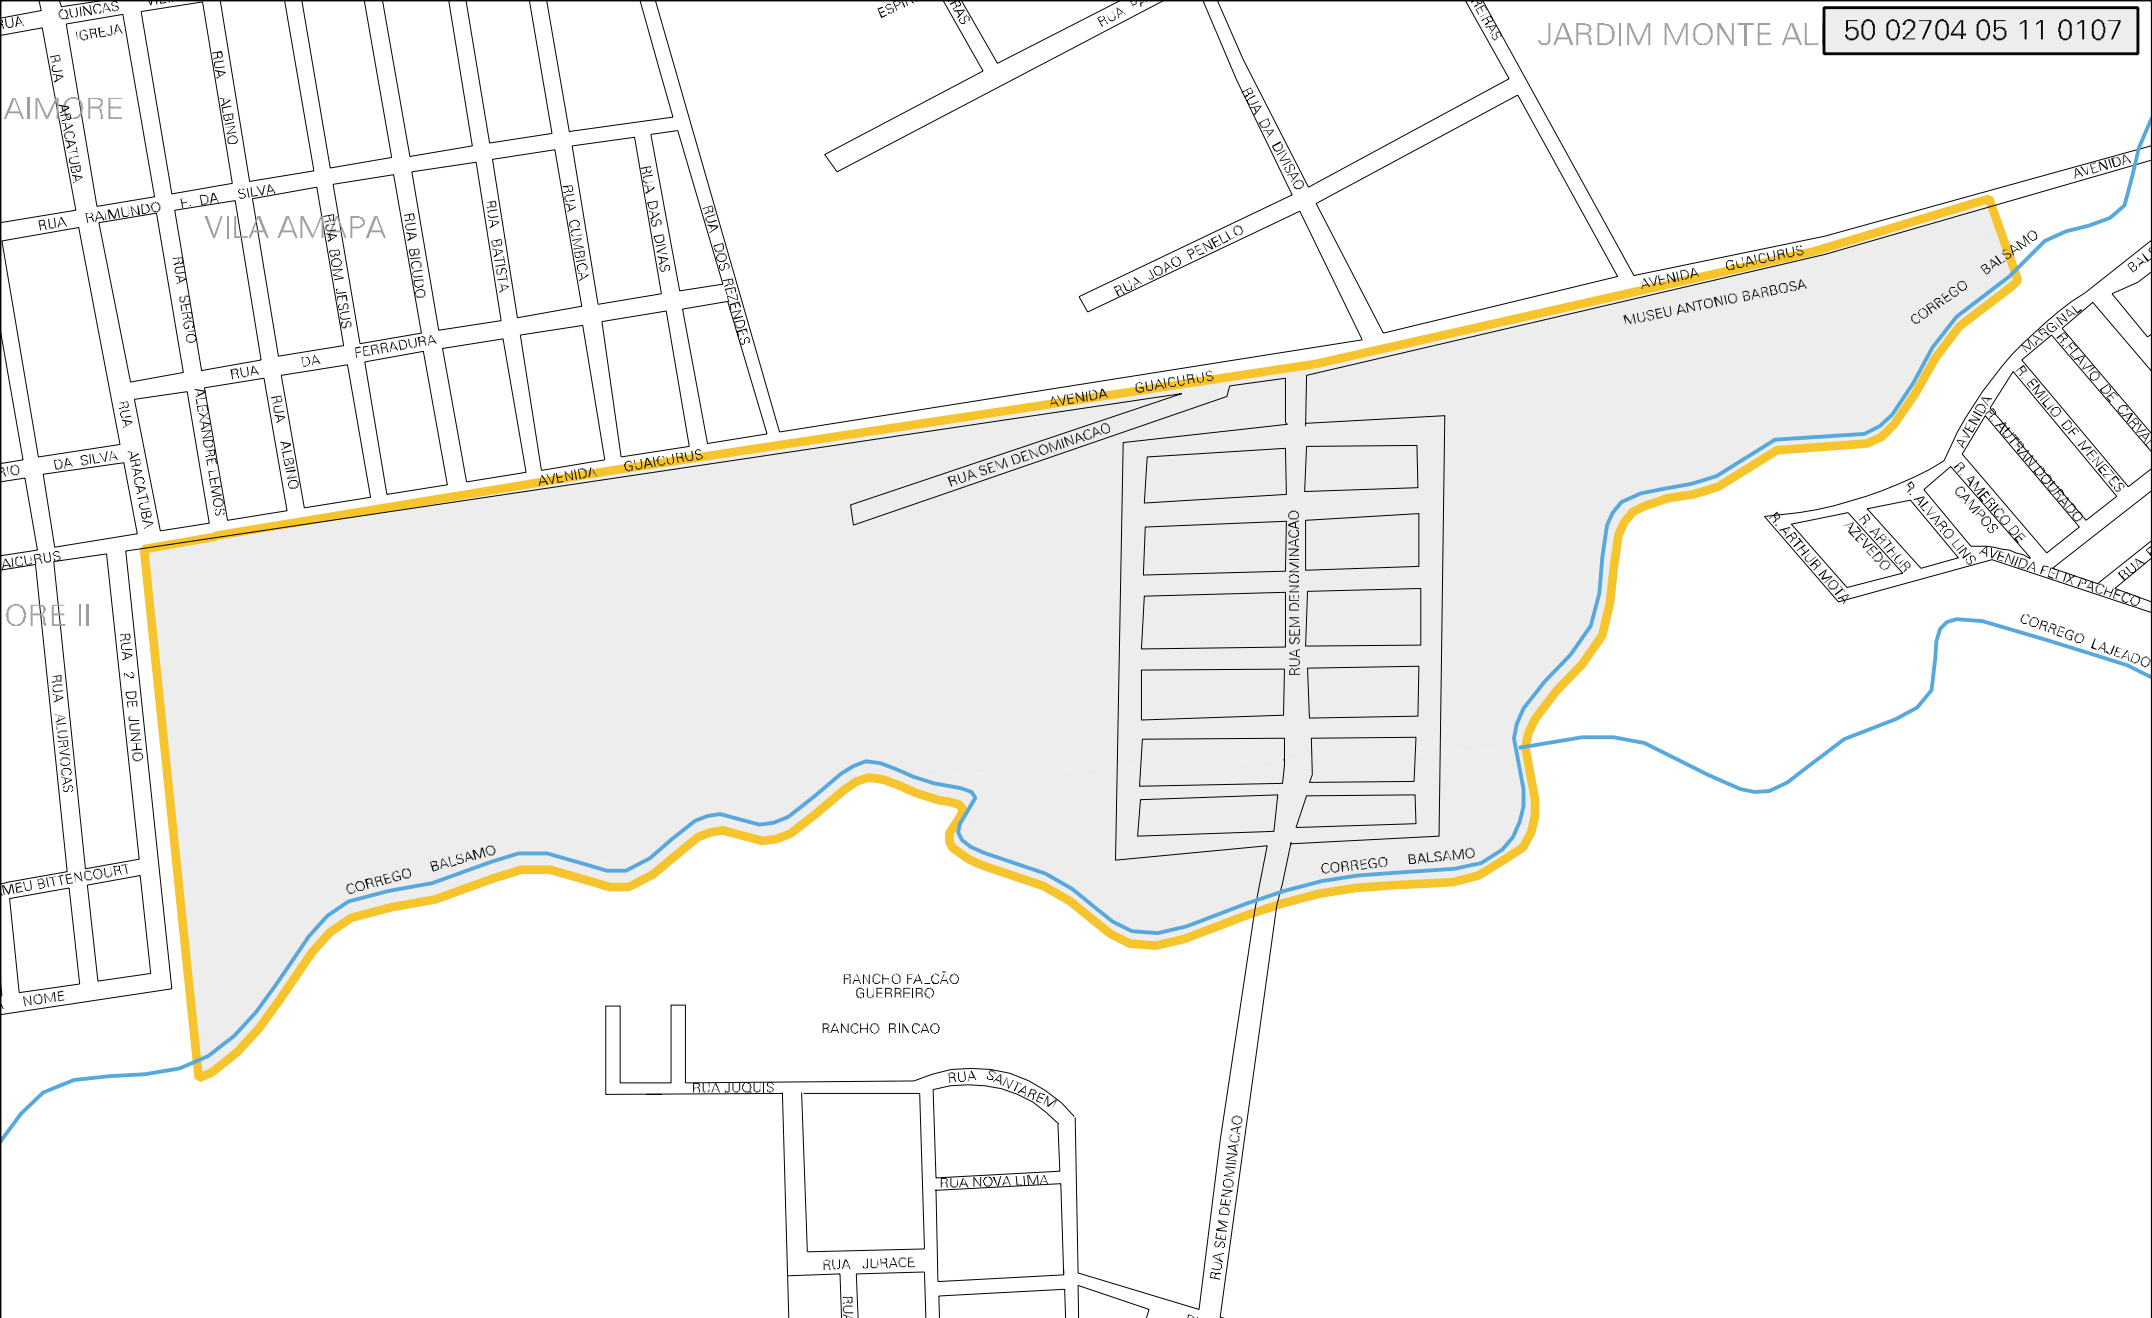 RUA
QUINCAS
IGREJA
JARDIM MONTE AL
50 02704 05 11 0107
AIMORE
RUA ARACATUBA
RUA ALBINO
RUA DA DIVISAO
AVENIDA
RUA RAIMUNDO F. DA SILVA
VILA AMAPA
RUA SERGIO
RUA BOM JESUS
RUA BICUDO
RUA BATISTA
RUA CUMBICA
RUA DAS DIVAS
RUA DOS REZENDES
RUA JOAO PENELLO
AVENIDA GUAICURUS
MUSEU ANTONIO BARBOSA
CORREGO BALSAMO
RUA DA FERRADURA
AVENIDA GUAICURUS
RUA SEM DENOMINACAO
AVENIDA MARGINAL
R. FLAVIO DE CARVA
R. EMILIO DE MENEZES
R. AUTRAN DOURADO
R. AMERICO DE
CAMPOS
R. ALVARO LINS
R. ARTHUR
AZEVEDO
R. ARTHUR MOTA
AVENIDA FELIX PACHECO
CORREGO LAJEADO
RUA ARACATUBA
ALEXANDRE LEMOS
RUA ALBINO
DA SILVA
AVENIDA GUAICURUS
AICURUS
ORE II
RUA 2 DE JUNHO
RUA ALURVOCAS
RUA SEM DENOMINACAO
MEU BITTENCOURT
NOME
CORREGO BALSAMO
CORREGO BALSAMO
RANCHO FALCÃO
GUERREIRO
RANCHO RINCAO
RUA JUQUIS
RUA SANTAREM
RUA NOVA LIMA
RUA JURACE
RUA
RUA SEM DENOMINACAO